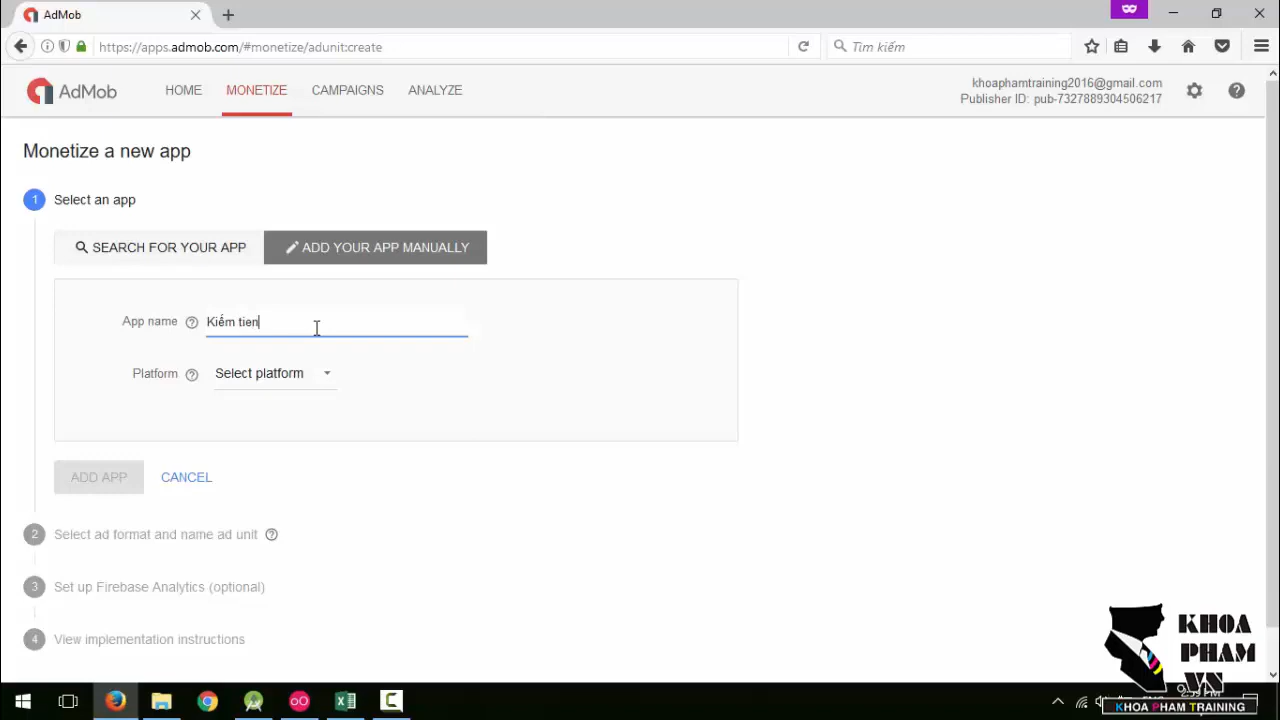 AdMob
https://apps.admob.com/#monetize/adunit:create
Tìm kiếm
AdMob
HOME
MONETIZE
CAMPAIGNS
ANALYZE
khoaphamtraining2016@gmail.com
Publisher ID: pub-7327889304506217
Monetize a new app
1 Select an app
SEARCH FOR YOUR APP
ADD YOUR APP MANUALLY
App name
Kiếm tien
Platform
Select platform
ADD APP
CANCEL
2 Select ad format and name ad unit
3 Set up Firebase Analytics (optional)
4 View implementation instructions
KHOA
PHAM
.VN
KHOA PHAM TRAINING